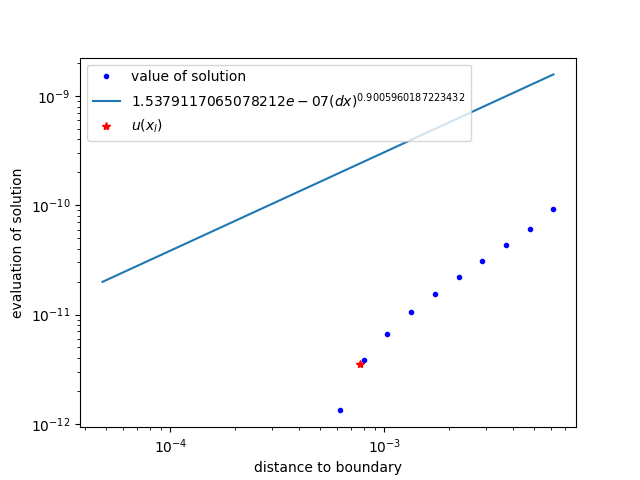 value of solution
1.5379117065078212e − 07(dx)^0.9005960187223432
u(x_l)
10^−9
10^−10
10^−11
10^−12
evaluation of solution
10^−4
10^−3
distance to boundary